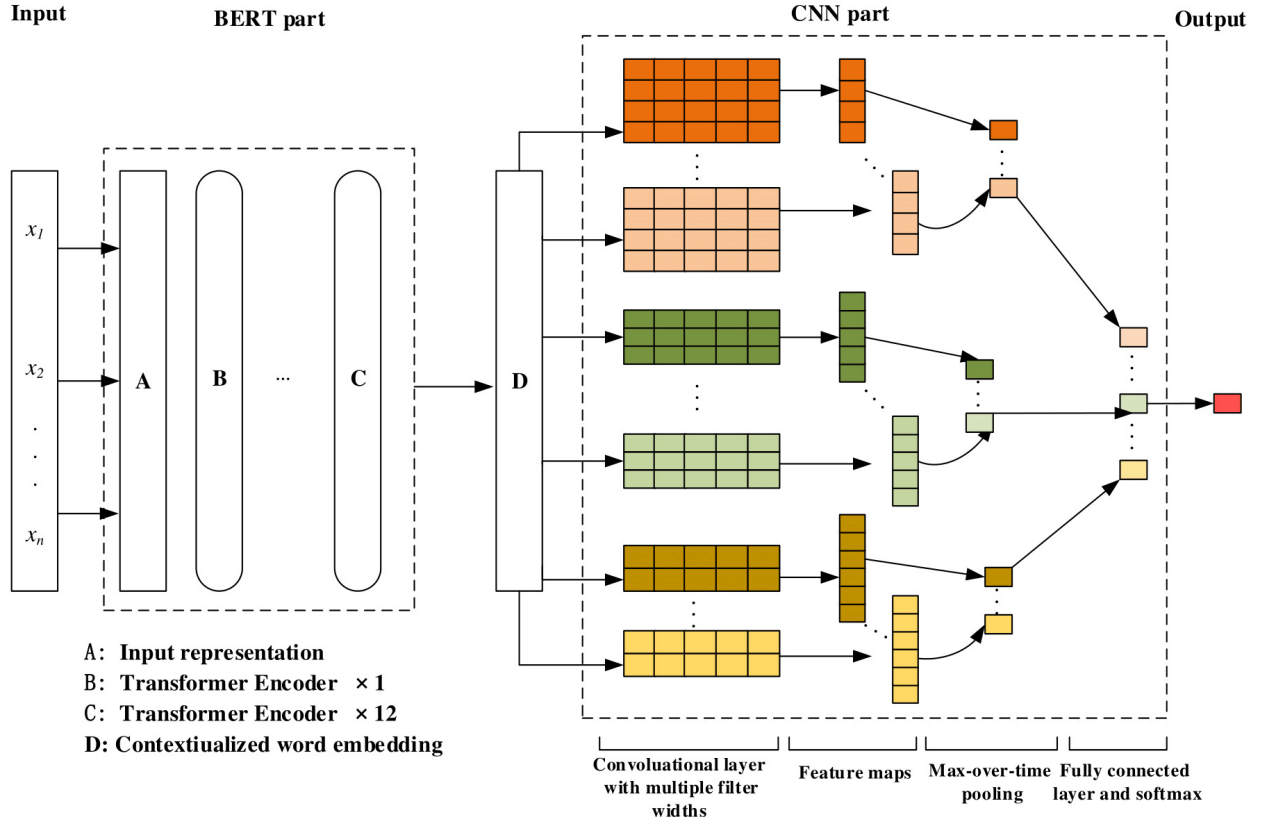 Input
BERT part
CNN part
Output
x1
x2
xn
A
B
...
C
D
A: Input representation
B: Transformer Encoder × 1
C: Transformer Encoder × 12
D: Contextiualized word embedding
Convoluational layer
with multiple filter
widths
Feature maps
Max-over-time
pooling
Fully connected
layer and softmax